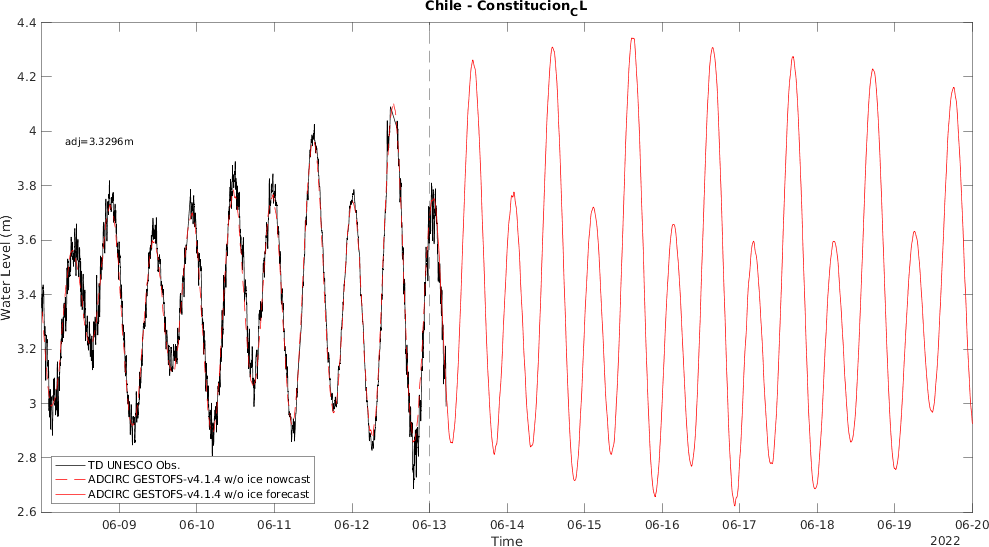 Chile - Constitucion_CL
4.4
4.2
4
3.8
3.6
3.4
3.2
3
2.8
2.6
Water Level (m)
adj=3.3296m
TD UNESCO Obs.
ADCIRC GESTOFS-v4.1.4 w/o ice nowcast
ADCIRC GESTOFS-v4.1.4 w/o ice forecast
06-09 06-10 06-11 06-12 06-13 06-14 06-15 06-16 06-17 06-18 06-19 06-20
Time
2022